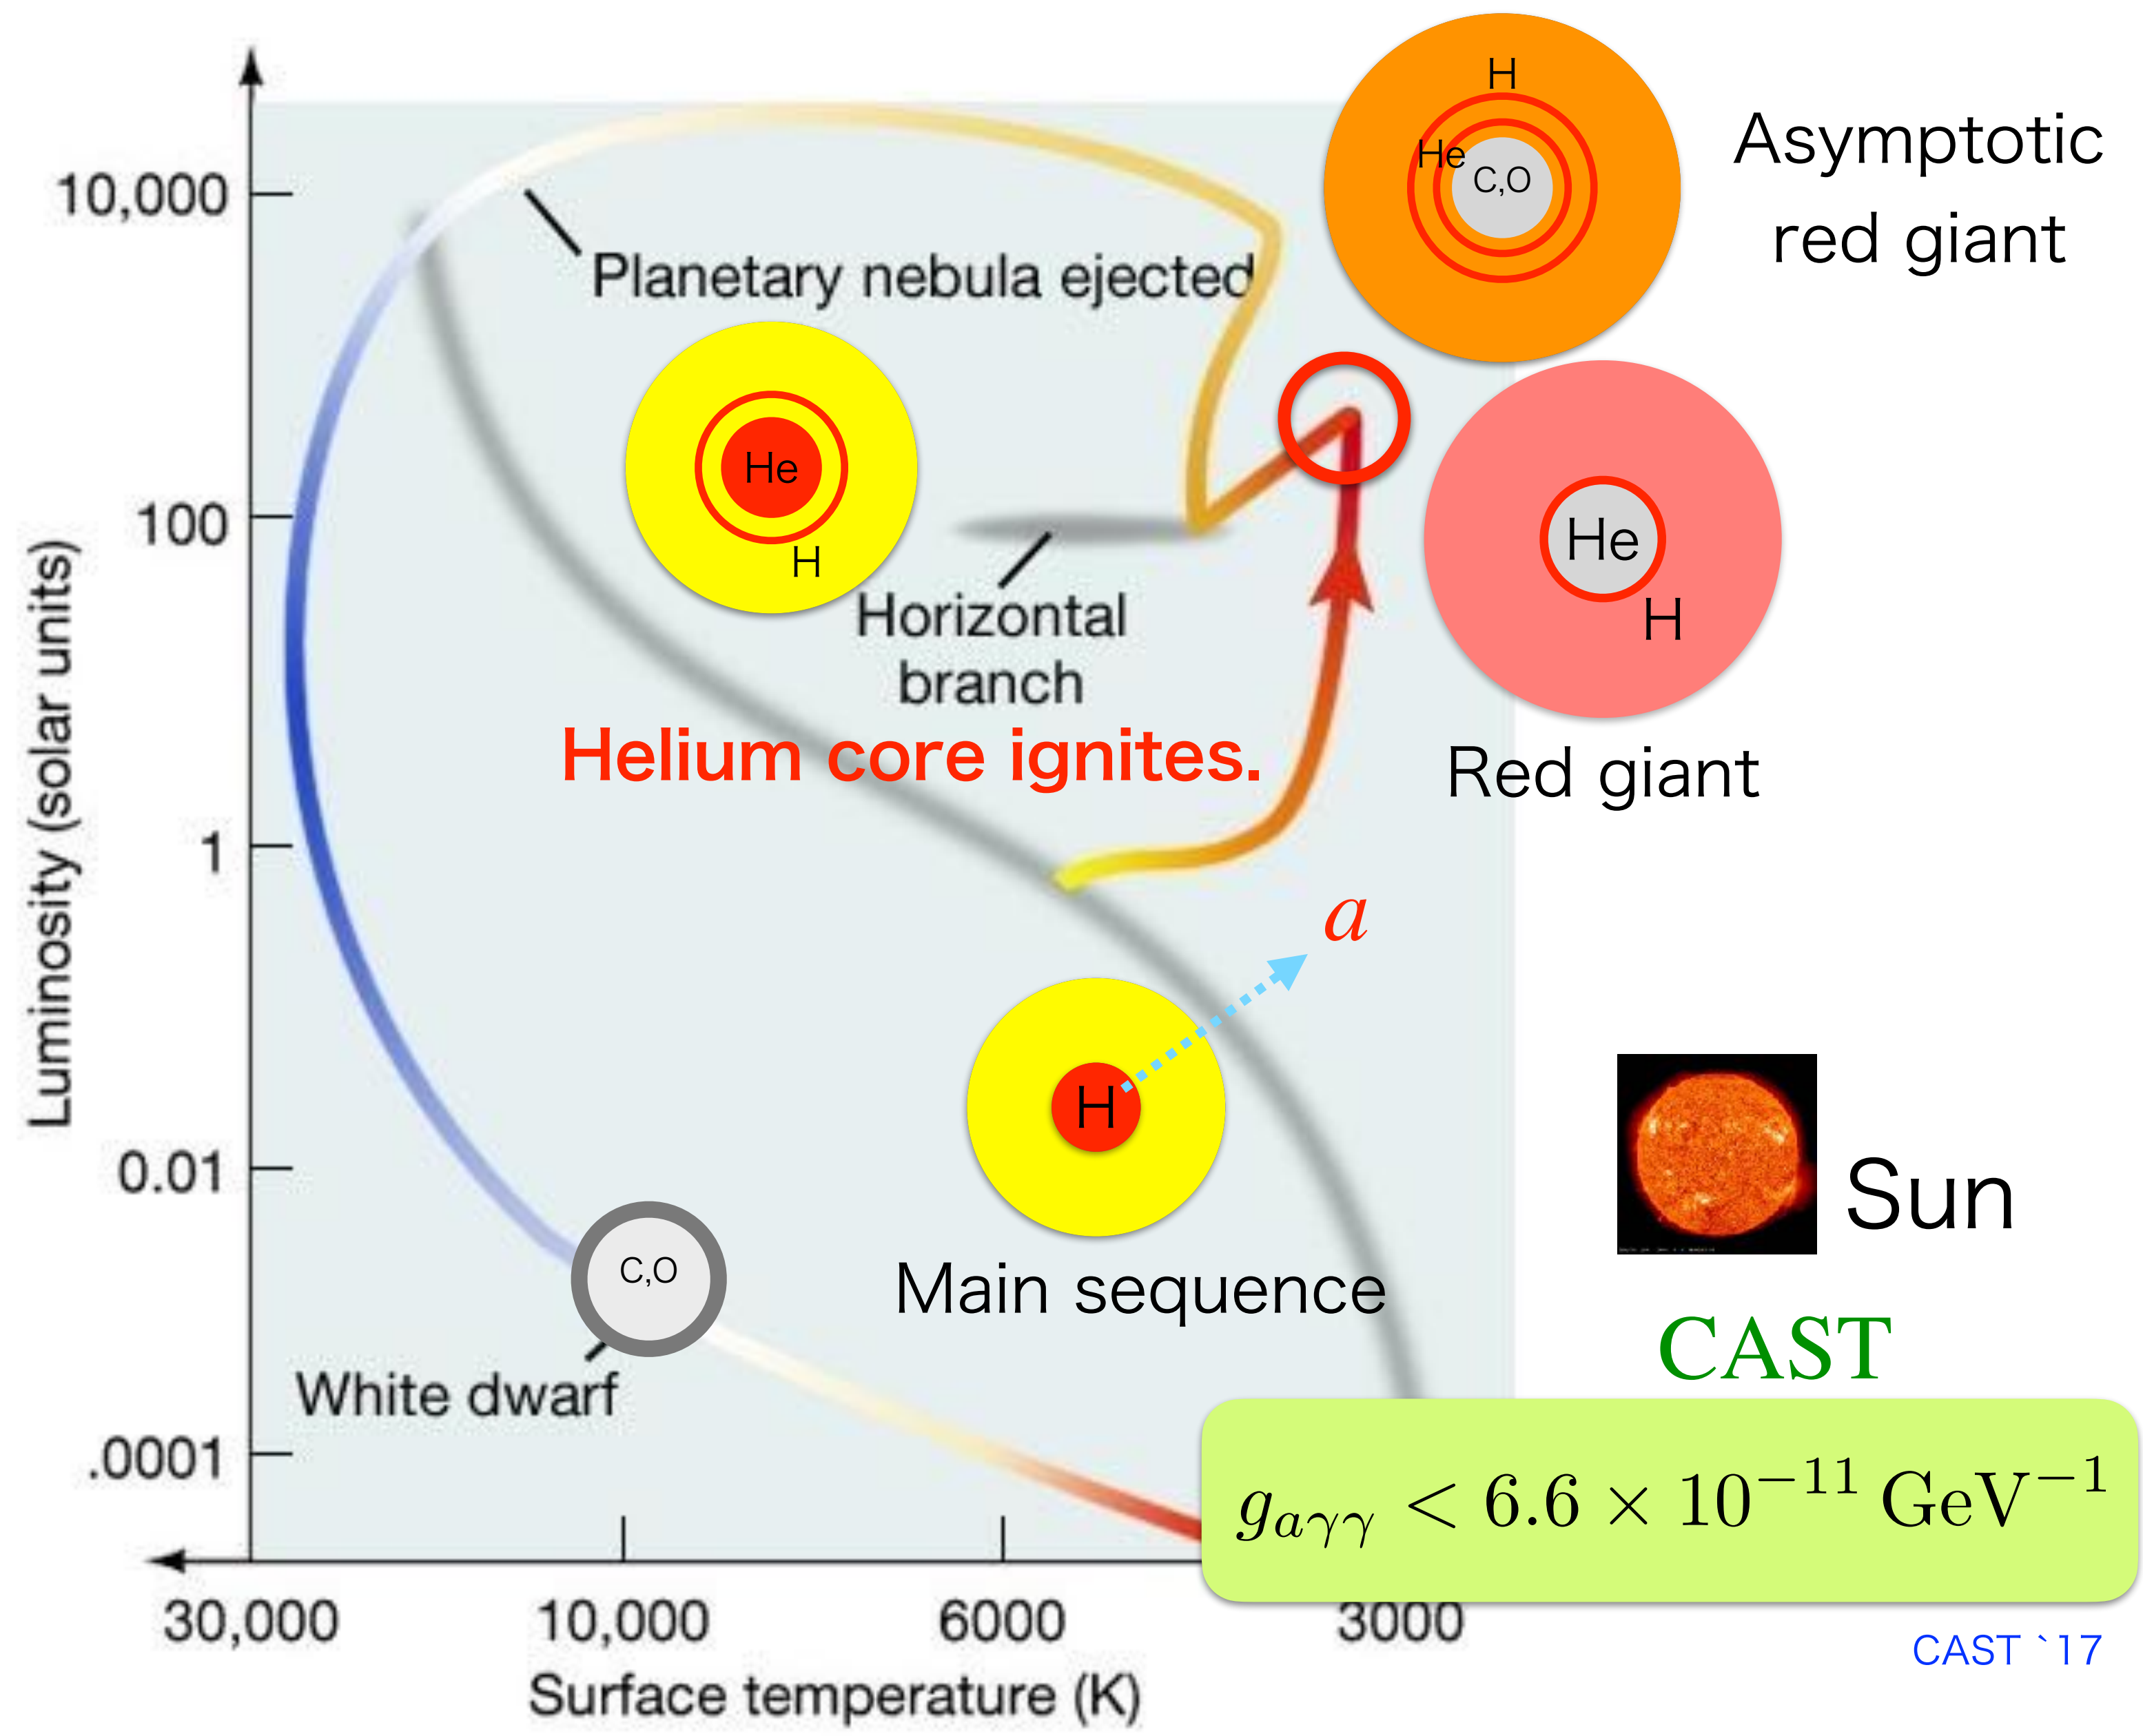 H
He
C,O
Asymptotic
red giant
10,000
Planetary nebula ejected
He
H
100
He
H
Horizontal
branch
Helium core ignites.
Red giant
Luminosity (solar units)
1
a
H
0.01
Sun
C,O
Main sequence
CAST
White dwarf
.0001
g_{aγγ} < 6.6 × 10^{−11} GeV^{−1}
30,000
10,000
6000
3000
CAST `17
Surface temperature (K)